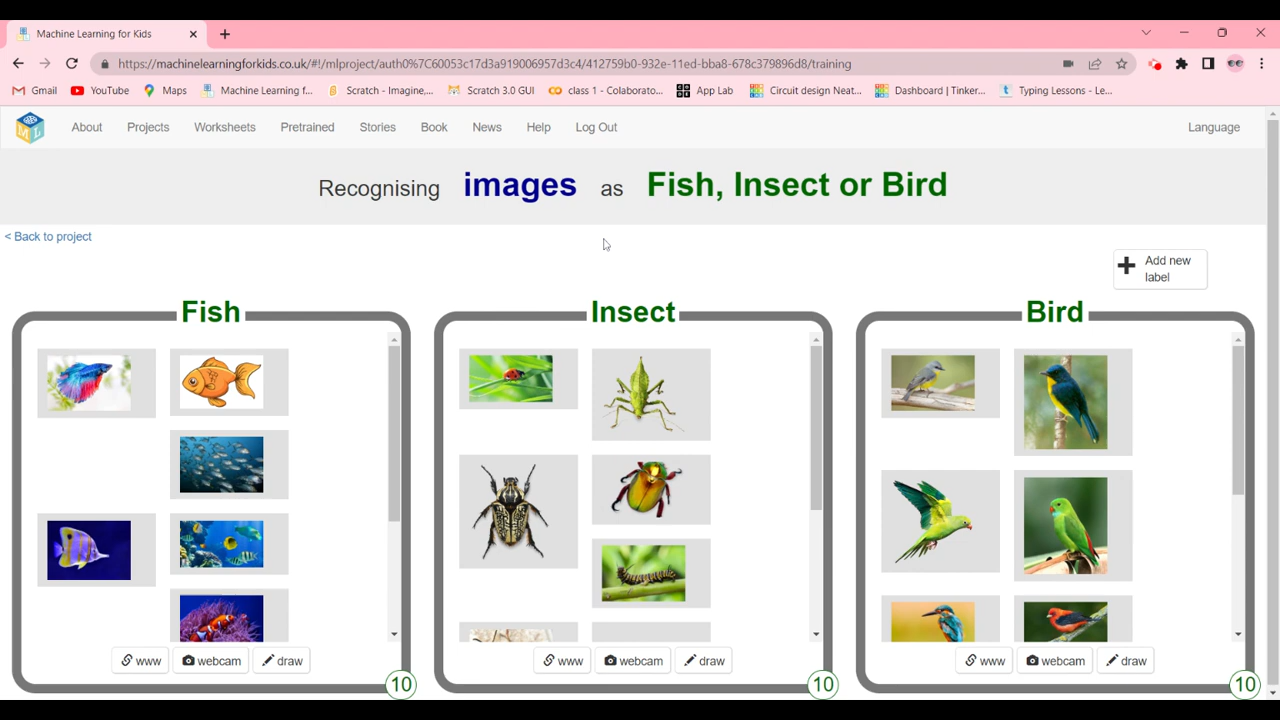 Machine Learning for Kids
https://machinelearningforkids.co.uk/#!/mlproject/auth0%7C60053c17d3a919006957d3c4/412759b0-932e-11ed-bba8-678c379896d8/training
Gmail YouTube Maps Machine Learning f... Scratch - Imagine,... Scratch 3.0 GUI class 1 - Colaborato... App Lab Circuit design Neat... Dashboard | Tinker... Typing Lessons - Le...
About Projects Worksheets Pretrained Stories Book News Help Log Out Language
Recognising images as Fish, Insect or Bird
< Back to project
Add new
label
Fish Insect Bird
www webcam draw www webcam draw www webcam draw
10 10 10